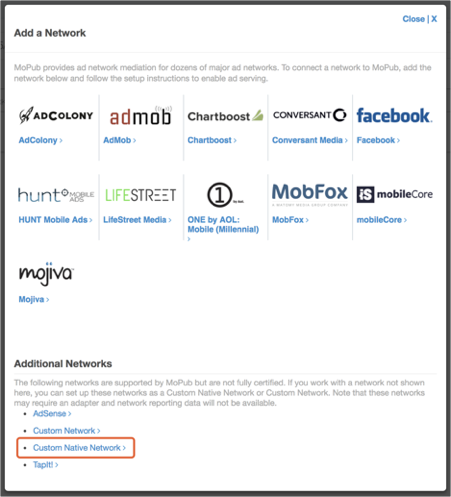 Close | X
Add a Network
MoPub provides ad network mediation for dozens of major ad networks. To connect a network to MoPub, add the
network below and follow the setup instructions to enable ad serving.
ADCOLONY admob Chartboost CONVERSANT facebook
AdColony › AdMob › Chartboost › Conversant Media › Facebook ›
hunt MOBILE ADS LIFESTREET 1 by Aol. MobFox mobileCore
HUNT Mobile Ads › LifeStreet Media › ONE by AOL: MobFox › mobileCore ›
Mobile (Millennial)
›
mojiva
Mojiva ›
Additional Networks
The following networks are supported by MoPub but are not fully certified. If you work with a network not shown
here, you can set up these networks as a Custom Native Network or Custom Network. Note that these networks
may require an adapter and network reporting data will not be available.
• AdSense ›
• Custom Network ›
• Custom Native Network ›
• TapIt! ›